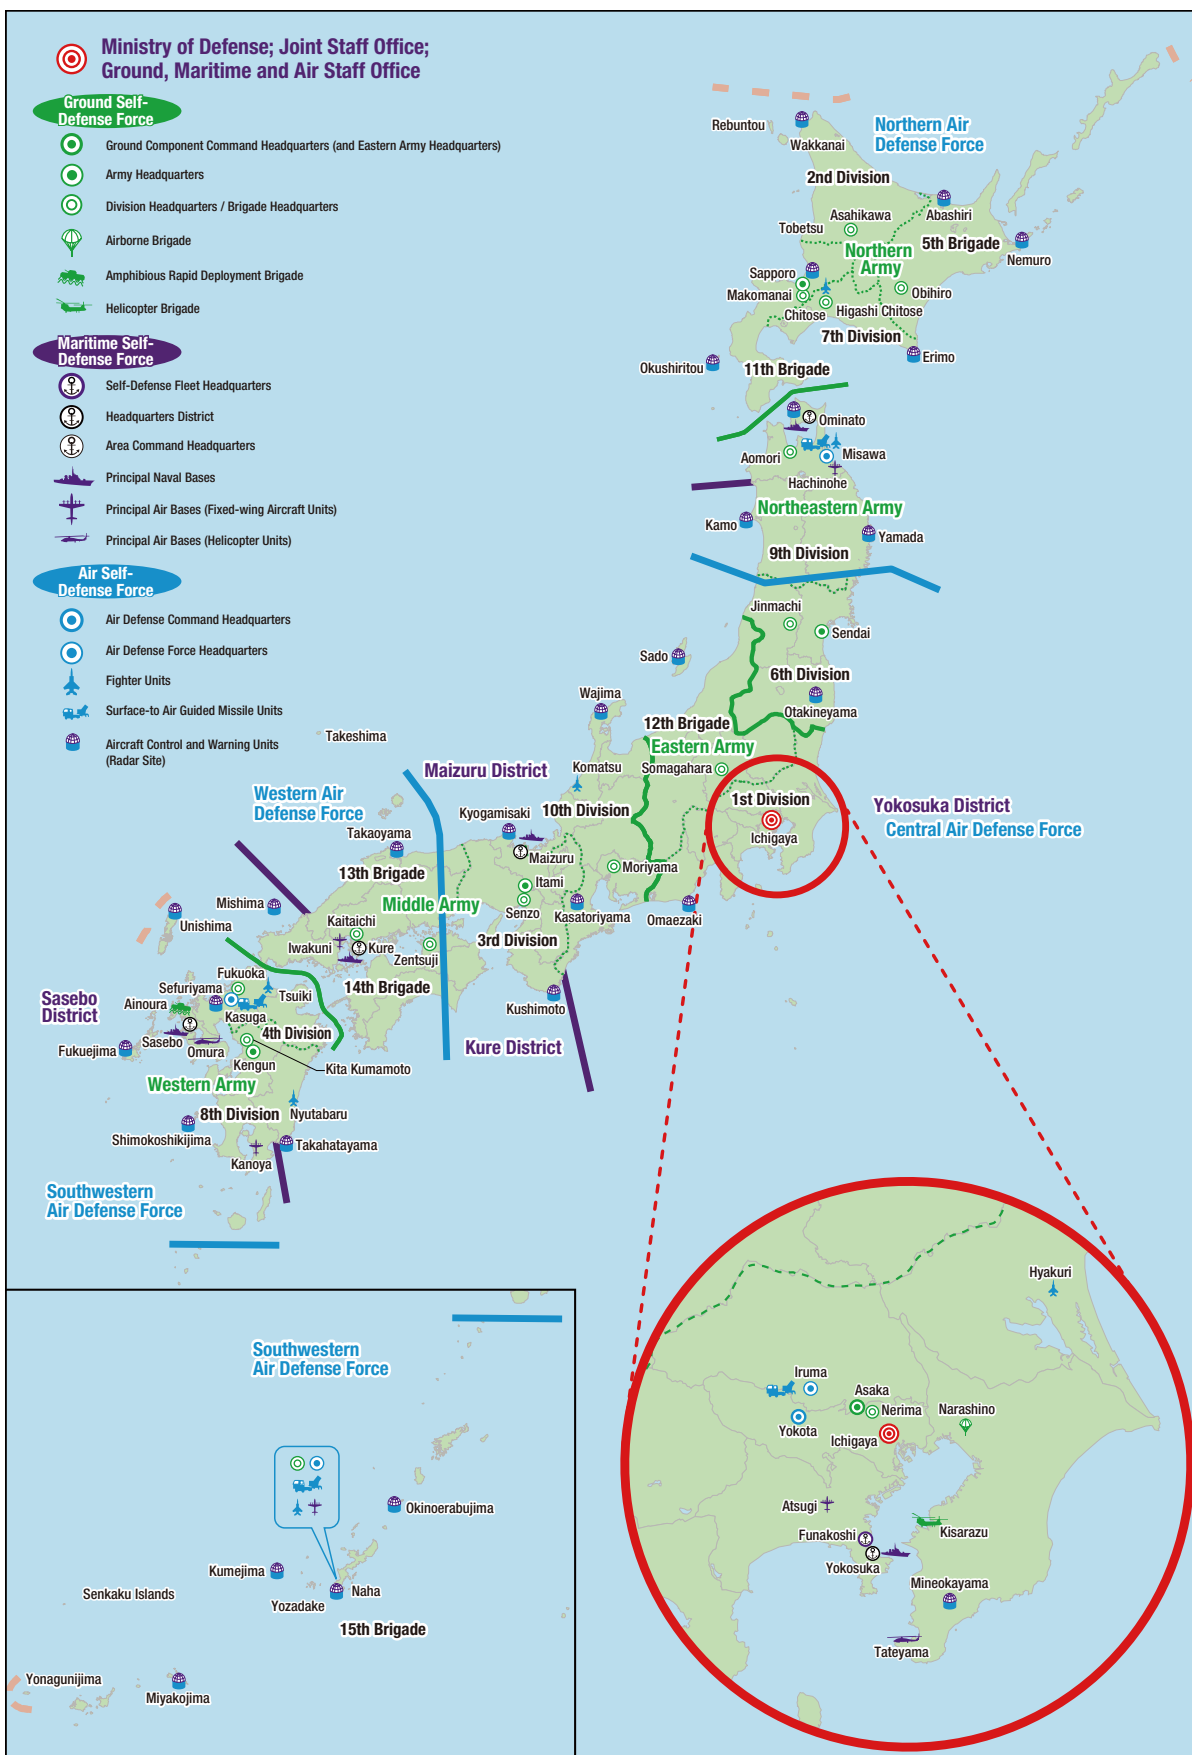 Ministry of Defense; Joint Staff Office;
Ground, Maritime and Air Staff Office
Ground Self-
Defense Force
Ground Component Command Headquarters (and Eastern Army Headquarters)
Army Headquarters
Division Headquarters / Brigade Headquarters
Airborne Brigade
Amphibious Rapid Deployment Brigade
Helicopter Brigade
Maritime Self-
Defense Force
Self-Defense Fleet Headquarters
Headquarters District
Area Command Headquarters
Principal Naval Bases
Principal Air Bases (Fixed-wing Aircraft Units)
Principal Air Bases (Helicopter Units)
Air Self-
Defense Force
Air Defense Command Headquarters
Air Defense Force Headquarters
Fighter Units
Surface-to Air Guided Missile Units
Aircraft Control and Warning Units
(Radar Site)
Rebuntou
Wakkanai
Northern Air
Defense Force
2nd Division
Abashiri
Asahikawa
Tobetsu
5th Brigade
Nemuro
Northern
Army
Sapporo
Makomanai
Obihiro
Chitose
Higashi Chitose
7th Division
Erimo
Okushiritou
11th Brigade
Ominato
Aomori
Misawa
Hachinohe
Northeastern Army
Kamo
Yamada
9th Division
Jinmachi
Sendai
Sado
6th Division
Wajima
Otakineyama
12th Brigade
Takeshima
Eastern Army
Komatsu
Somagahara
Maizuru District
Western Air
Defense Force
10th Division
1st Division
Yokosuka District
Central Air Defense Force
Kyogamisaki
Ichigaya
Takaoyama
Maizuru
Moriyama
13th Brigade
Itami
Mishima
Middle Army
Senzo
Kasatoriyama
Omaezaki
Unishima
Kaitaichi
Iwakuni
Kure
3rd Division
Zentsuji
Fukuoka
Sefuriyama
Tsuiki
14th Brigade
Kushimoto
Sasebo
District
Ainoura
Kasuga
4th Division
Sasebo
Omura
Kure District
Fukuejima
Kengun
Kita Kumamoto
Western Army
8th Division
Nyutabaru
Shimokoshikijima
Takahatayama
Kanoya
Southwestern
Air Defense Force
Southwestern
Air Defense Force
Okinoerabujima
Kumejima
Senkaku Islands
Naha
Yozadake
15th Brigade
Yonagunijima
Miyakojima
Hyakuri
Iruma
Asaka
Nerima
Narashino
Yokota
Ichigaya
Atsugi
Funakoshi
Kisarazu
Yokosuka
Mineokayama
Tateyama